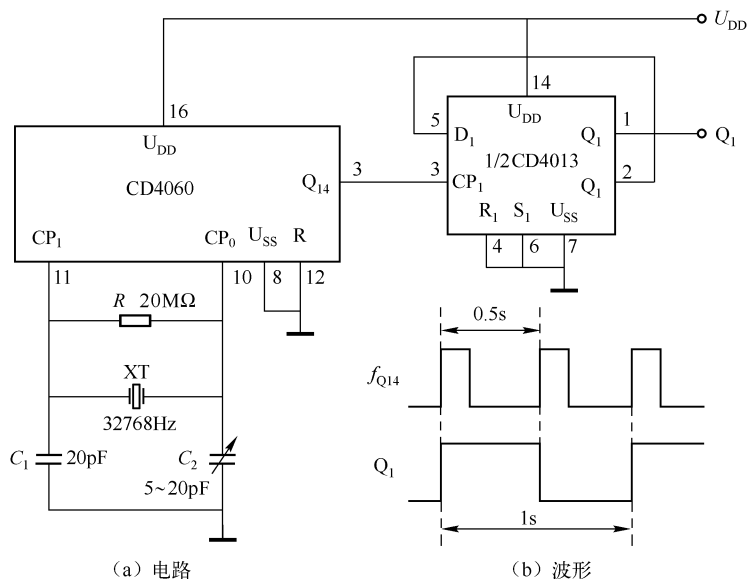 U_DD
16
14
U_DD
CD4060
Q14
3
CP1
CP0
U_SS
R
11
10
8
12
R 20MΩ
XT
32768Hz
C1
20pF
C2
5~20pF
U_DD
5
D1
Q1
1
Q1
1/2CD4013
3
CP1
Q1
2
R1
S1
U_SS
4
6
7
0.5s
f_Q14
Q1
1s
（a）电路
（b）波形